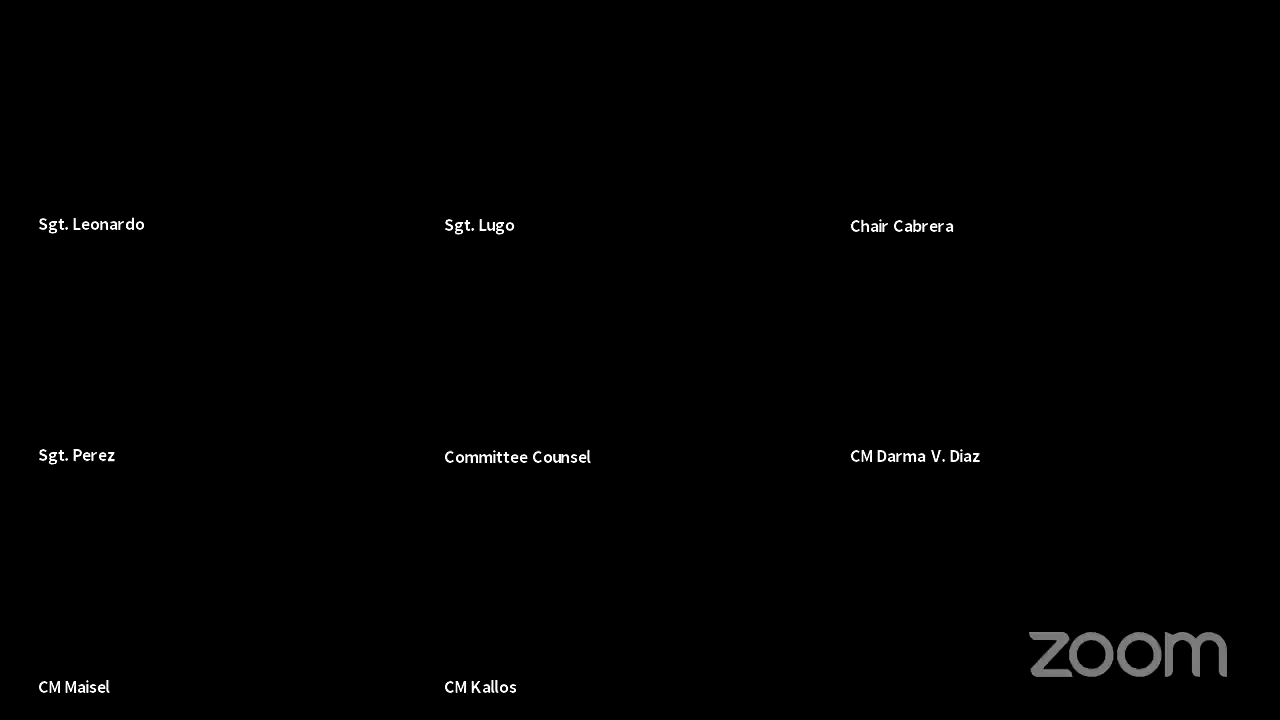 Sgt. Leonardo
Sgt. Lugo
Chair Cabrera
Sgt. Perez
Committee Counsel
CM Darma V. Diaz
CM Maisel
CM Kallos
zoom